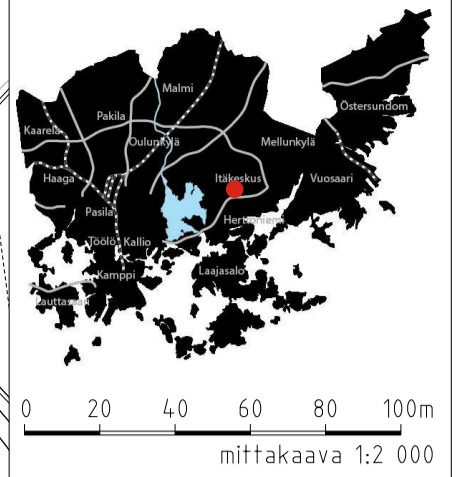 Malmi
Östersundom
Pakila
Kaarela
Oulunkylä
Mellunkylä
Haaga
Itäkeskus
Vuosaari
Pasila
Herttoniemi
Töölö Kallio
Kamppi
Laajasalo
Lauttasaari
0 20 40 60 80 100m
mittakaava 1:2 000